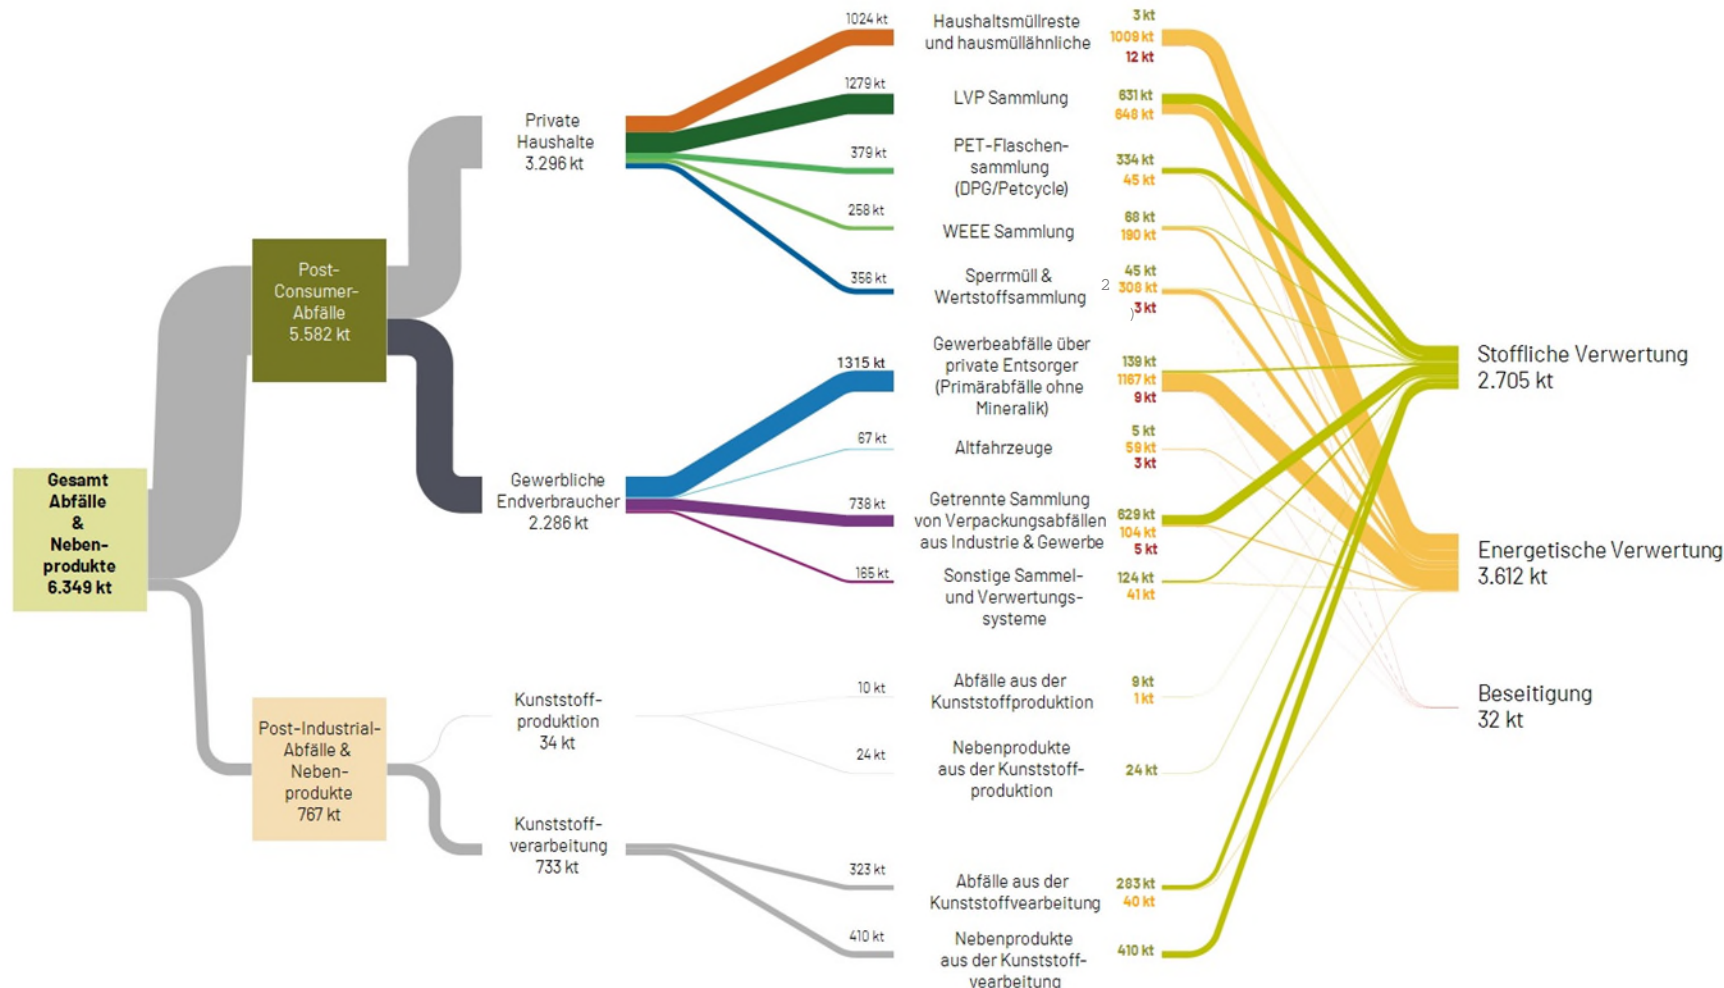 Gesamt
Abfälle
&
Neben-
produkte
6.349 kt
Post-
Consumer-
Abfälle
5.582 kt
Post-Industrial-
Abfälle &
Neben-
produkte
767 kt
Private
Haushalte
3.296 kt
Gewerbliche
Endverbraucher
2.286 kt
Kunststoff-
produktion
34 kt
Kunststoff-
verarbeitung
733 kt
1024 kt
Haushaltsmüllreste
und hausmüllähnliche
3 kt
1009 kt
12 kt
1279 kt
LVP Sammlung
631 kt
648 kt
379 kt
PET-Flaschen-
sammlung
(DPG/Petcycle)
334 kt
45 kt
258 kt
WEEE Sammlung
68 kt
190 kt
356 kt
Sperrmüll &
Wertstoffsammlung
45 kt
2
308 kt
)
3 kt
1315 kt
Gewerbeabfälle über
private Entsorger
(Primärabfälle ohne
Mineralik)
139 kt
1167 kt
9 kt
67 kt
Altfahrzeuge
5 kt
59 kt
3 kt
738 kt
Getrennte Sammlung
von Verpackungsabfällen
aus Industrie & Gewerbe
629 kt
104 kt
5 kt
165 kt
Sonstige Sammel-
und Verwertungs-
systeme
124 kt
41 kt
10 kt
Abfälle aus der
Kunststoffproduktion
9 kt
1 kt
24 kt
Nebenprodukte
aus der Kunststoff-
produktion
24 kt
323 kt
Abfälle aus der
Kunststoffvearbeitung
283 kt
40 kt
410 kt
Nebenprodukte
aus der Kunststoff-
vearbeitung
410 kt
Stoffliche Verwertung
2.705 kt
Energetische Verwertung
3.612 kt
Beseitigung
32 kt